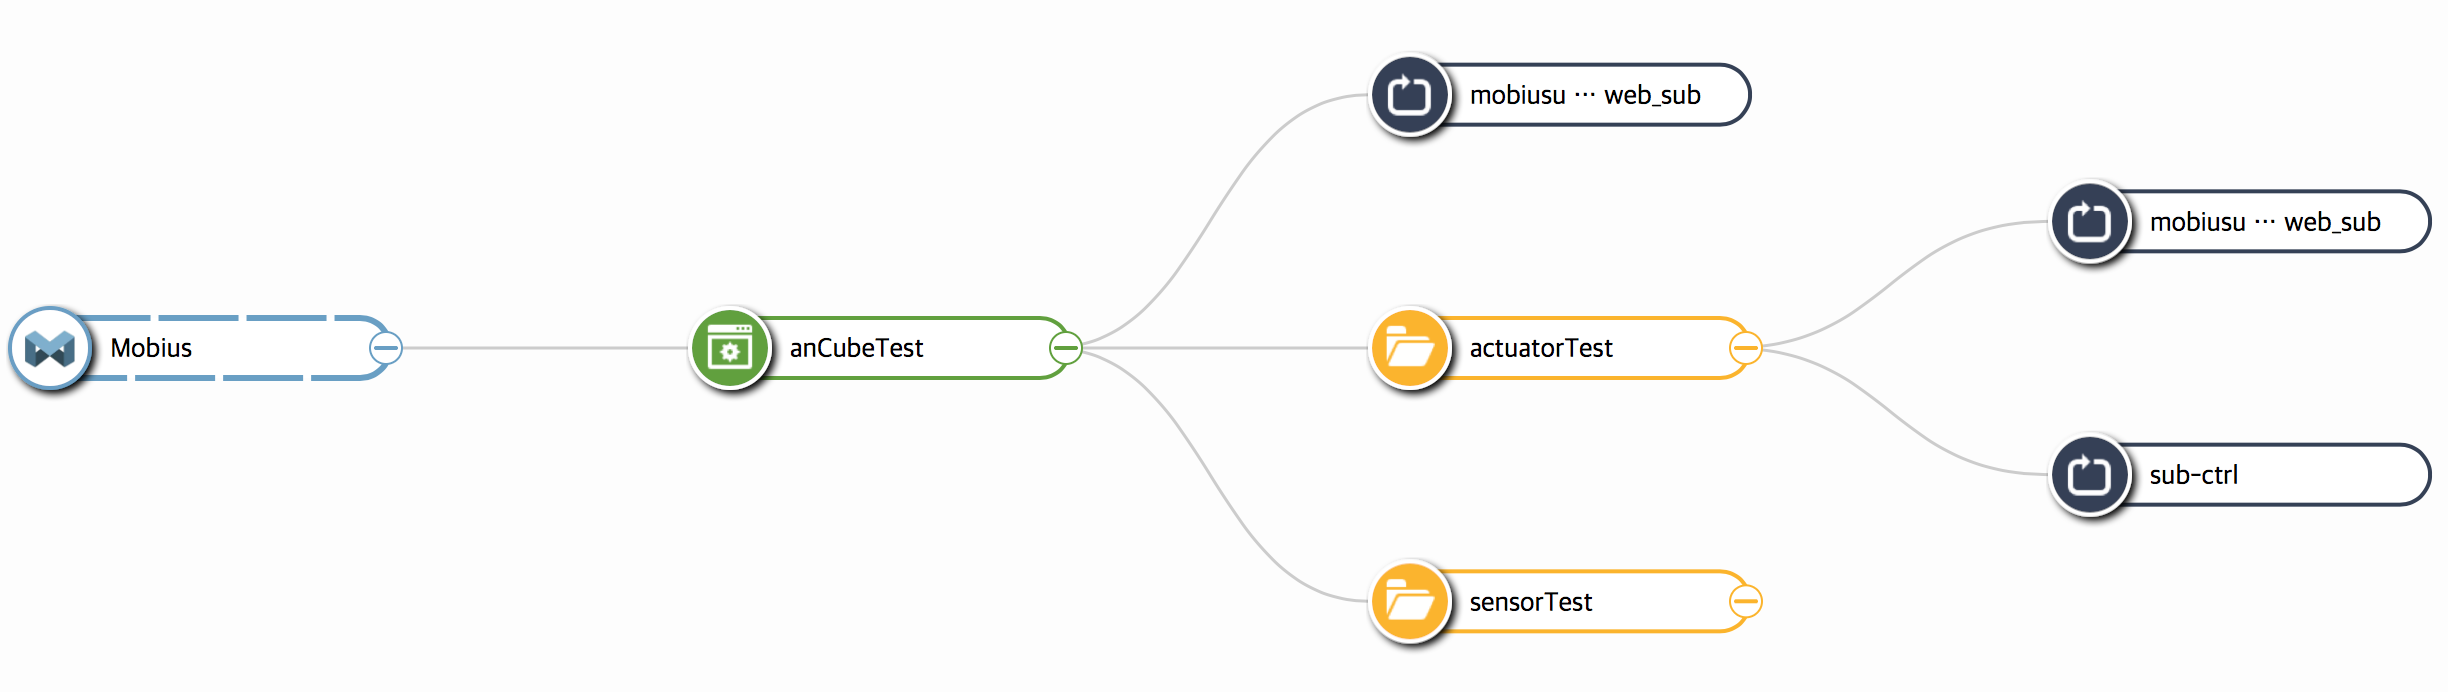 mobiusu ··· web_sub
mobiusu ··· web_sub
Mobius
anCubeTest
actuatorTest
sub-ctrl
sensorTest